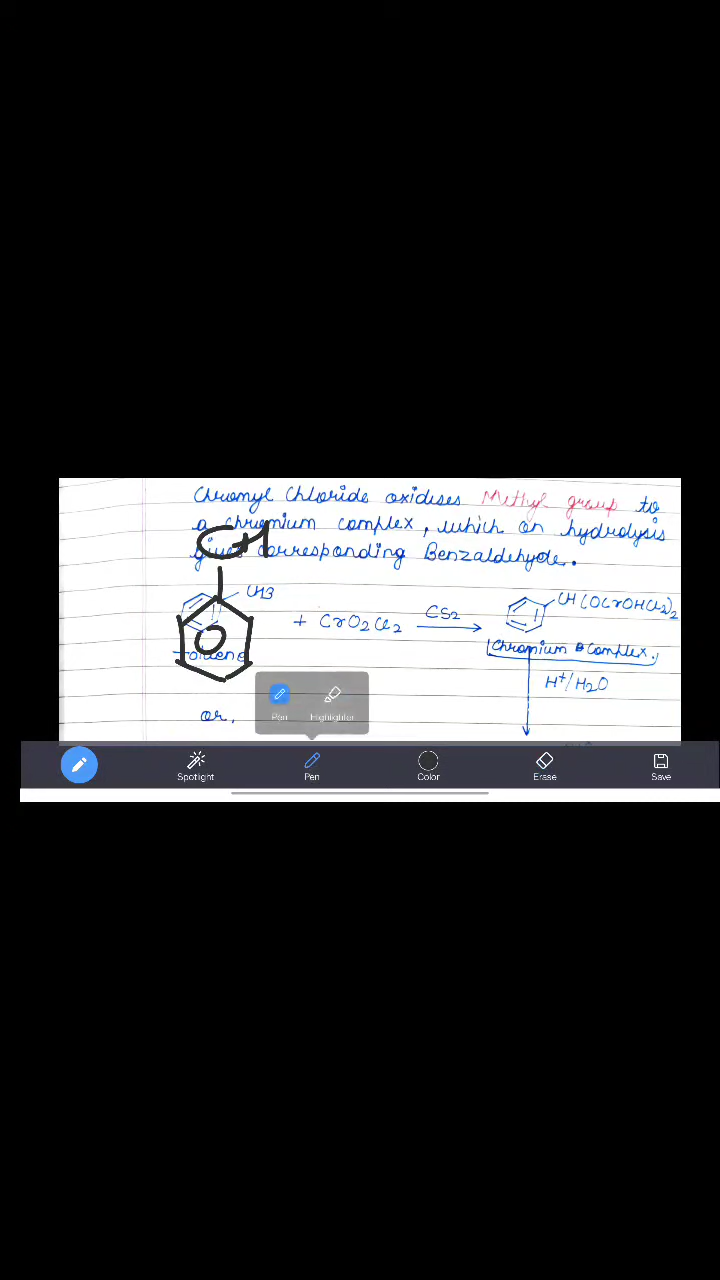 Chromyl Chloride oxidises Methyl group to
a chromium complex, which on hydrolysis
gives corresponding Benzaldehyde.
CH
CH3
+ CrO2Cl2
CS2
CH(OCrOHCl2)2
Toluene
Chromium Complex.
H+/H2O
or,
Pen
Highlighter
Spotlight
Pen
Color
Erase
Save